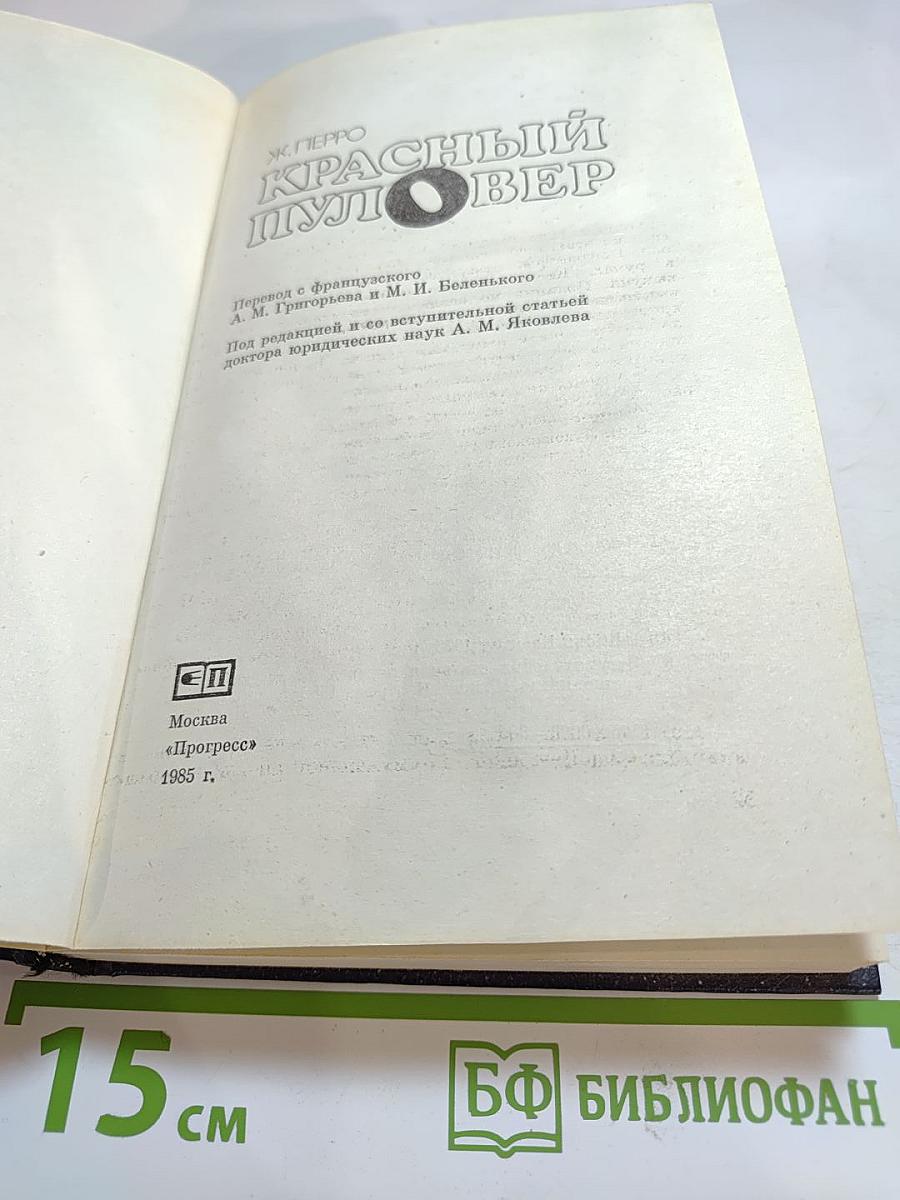 Ж. ПЕРРО
КРАСНЫЙ
ПУЛОВЕР
Перевод с французского
А. М. Григорьева и М. И. Беленького
Под редакцией и со вступительной статьей
доктора юридических наук А. М. Яковлева
П
Москва
«Прогресс»
1985 г.
15 см
БФ БИБЛИОФАН